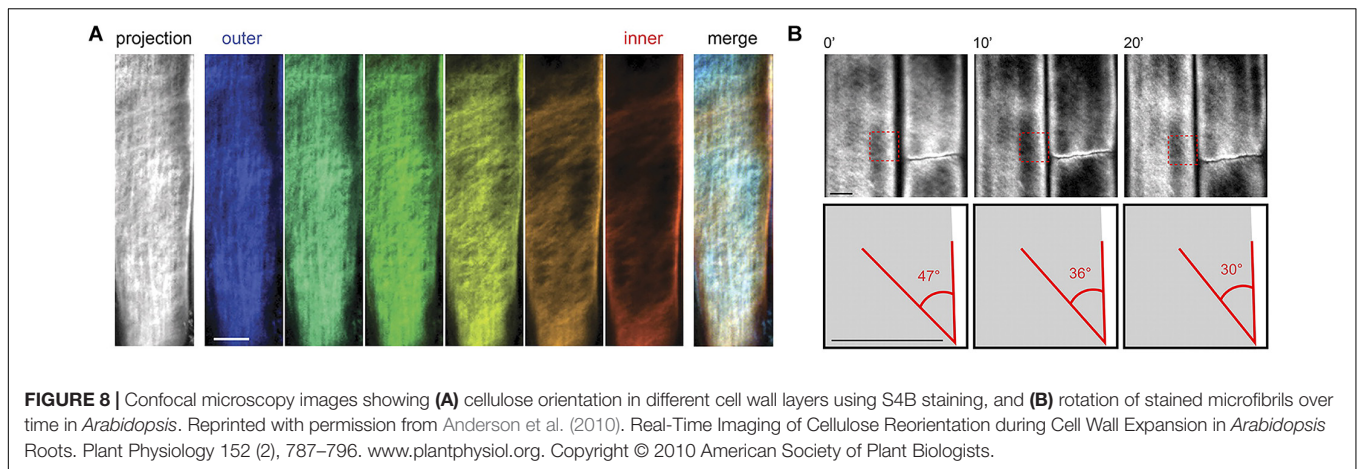 A projection outer inner merge
B 0' 10' 20'
47° 36° 30°
FIGURE 8 | Confocal microscopy images showing (A) cellulose orientation in different cell wall layers using S4B staining, and (B) rotation of stained microfibrils over
time in Arabidopsis. Reprinted with permission from Anderson et al. (2010). Real-Time Imaging of Cellulose Reorientation during Cell Wall Expansion in Arabidopsis
Roots. Plant Physiology 152 (2), 787–796. www.plantphysiol.org. Copyright © 2010 American Society of Plant Biologists.